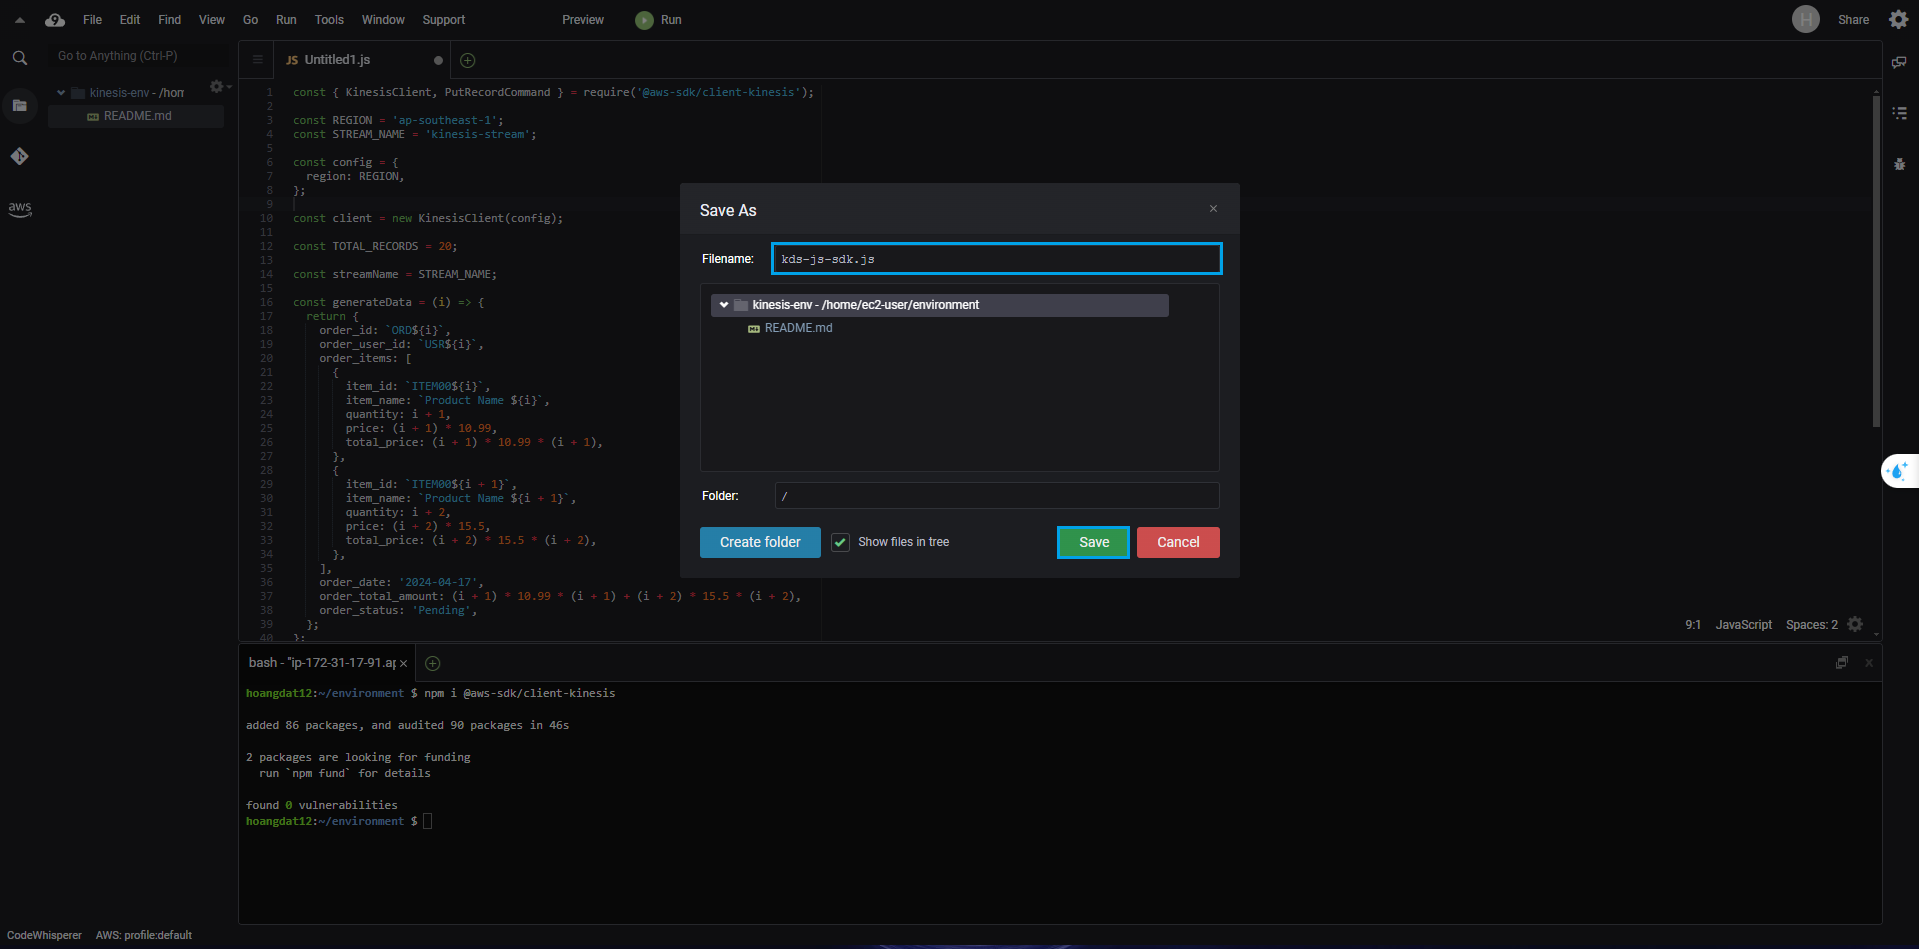 File Edit Find View Go Run Tools Window Support Preview Run H Share
Go to Anything (Ctrl-P)
kinesis-env - /hom
README.md
aws
JS Untitled1.js
1 const { KinesisClient, PutRecordCommand } = require('@aws-sdk/client-kinesis');
2
3 const REGION = 'ap-southeast-1';
4 const STREAM_NAME = 'kinesis-stream';
5
6 const config = {
7 region: REGION,
8 };
9
10 const client = new KinesisClient(config);
11
12 const TOTAL_RECORDS = 20;
13
14 const streamName = STREAM_NAME;
15
16 const generateData = (i) => {
17 return {
18 order_id: `ORD${i}`,
19 order_user_id: `USR${i}`,
20 order_items: [
21 {
22 item_id: `ITEM00${i}`,
23 item_name: `Product Name ${i}`,
24 quantity: i + 1,
25 price: (i + 1) * 10.99,
26 total_price: (i + 1) * 10.99 * (i + 1),
27 },
28 {
29 item_id: `ITEM00${i + 1}`,
30 item_name: `Product Name ${i + 1}`,
31 quantity: i + 2,
32 price: (i + 2) * 15.5,
33 total_price: (i + 2) * 15.5 * (i + 2),
34 },
35 ],
36 order_date: '2024-04-17',
37 order_total_amount: (i + 1) * 10.99 * (i + 1) + (i + 2) * 15.5 * (i + 2),
38 order_status: 'Pending',
39 };
40 };
Save As
Filename: kds-js-sdk.js
kinesis-env - /home/ec2-user/environment
README.md
Folder: /
Create folder Show files in tree Save Cancel
9:1 JavaScript Spaces: 2
bash - "ip-172-31-17-91.ap
hoangdat12:~/environment $ npm i @aws-sdk/client-kinesis
added 86 packages, and audited 90 packages in 46s
2 packages are looking for funding
run `npm fund` for details
found 0 vulnerabilities
hoangdat12:~/environment $
CodeWhisperer AWS: profile:default